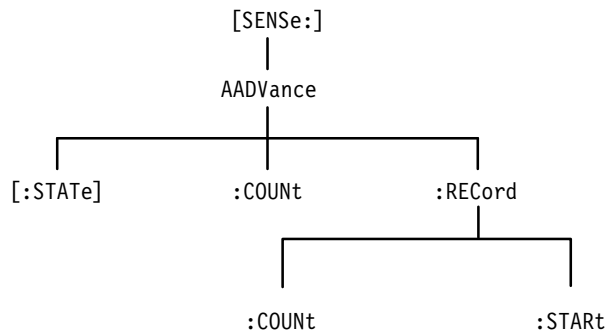 [SENSe:]
AADVance
[:STATe] :COUNt :RECord
:COUNt :STARt